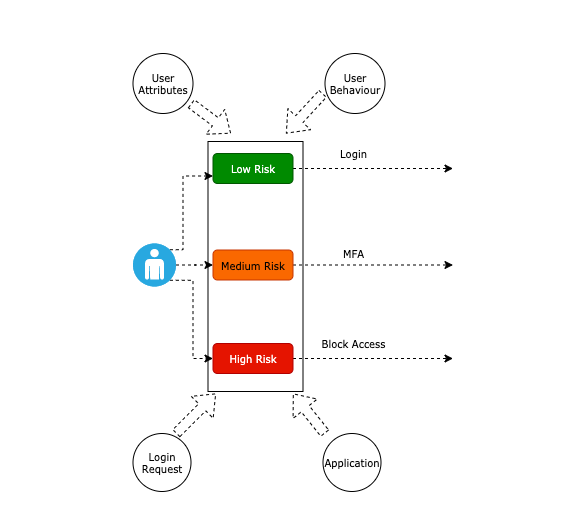 User
Attributes
User
Behaviour
Login
Low Risk
MFA
Medium Risk
Block Access
High Risk
Login
Request
Application